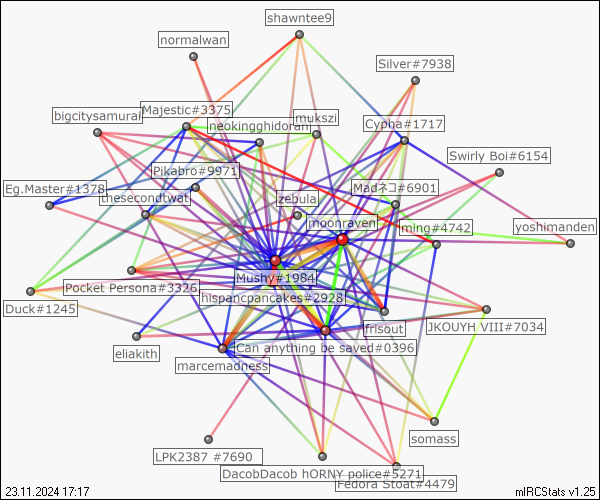 shawntee9
normalwan
Silver#7938
bigcitysamurai
Majestic#3375
mukszi
neokingghidorah
Cypha#1717
Swirly Boi#6154
Pikabro#9971
Eg.Master#1378
thesecondtwat
Madネコ#6901
zebula
moonraven
ming#4742
yoshimanden
Mushy#1984
Pocket Persona#3326
hispancpancakes#2928
Duck#1245
frisout
JKOUYH VIII#7034
eliakith
Can anything be saved#0396
marcemadness
somass
LPK2387 #7690
DacobDacob hORNY police#5271
Fedora Stoat#4479
23.11.2024 17:17
mIRCStats v1.25